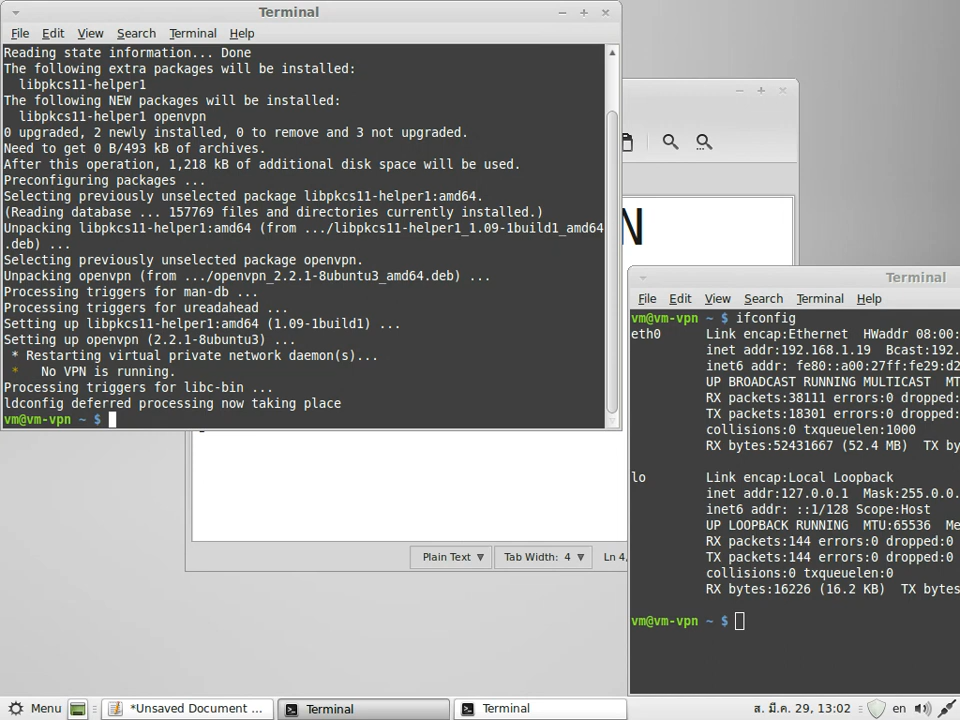 Terminal
File Edit View Search Terminal Help
Reading state information... Done
The following extra packages will be installed:
libpkcs11-helper1
The following NEW packages will be installed:
libpkcs11-helper1 openvpn
0 upgraded, 2 newly installed, 0 to remove and 3 not upgraded.
Need to get 0 B/493 kB of archives.
After this operation, 1,218 kB of additional disk space will be used.
Preconfiguring packages ...
Selecting previously unselected package libpkcs11-helper1:amd64.
(Reading database ... 157769 files and directories currently installed.)
Unpacking libpkcs11-helper1:amd64 (from .../libpkcs11-helper1_1.09-1build1_amd64
.deb) ...
Selecting previously unselected package openvpn.
Unpacking openvpn (from .../openvpn_2.2.1-8ubuntu3_amd64.deb) ...
Processing triggers for man-db ...
Processing triggers for ureadahead ...
Setting up libpkcs11-helper1:amd64 (1.09-1build1) ...
Setting up openvpn (2.2.1-8ubuntu3) ...
* Restarting virtual private network daemon(s)...
* No VPN is running.
Processing triggers for libc-bin ...
ldconfig deferred processing now taking place
vm@vm-vpn ~ $
N
Plain Text Tab Width: 4 Ln 4,
Terminal
File Edit View Search Terminal Help
vm@vm-vpn ~ $ ifconfig
eth0 Link encap:Ethernet HWaddr 08:00:
inet addr:192.168.1.19 Bcast:192.
inet6 addr: fe80::a00:27ff:fe29:d2
UP BROADCAST RUNNING MULTICAST M
RX packets:38111 errors:0 dropped:
TX packets:18301 errors:0 dropped:
collisions:0 txqueuelen:1000
RX bytes:52431667 (52.4 MB) TX by
lo Link encap:Local Loopback
inet addr:127.0.0.1 Mask:255.0.0.
inet6 addr: ::1/128 Scope:Host
UP LOOPBACK RUNNING MTU:65536 Me
RX packets:144 errors:0 dropped:0
TX packets:144 errors:0 dropped:0
collisions:0 txqueuelen:0
RX bytes:16226 (16.2 KB) TX bytes
vm@vm-vpn ~ $
Menu *Unsaved Document ... Terminal Terminal ส. มี.ค. 29, 13:02 en